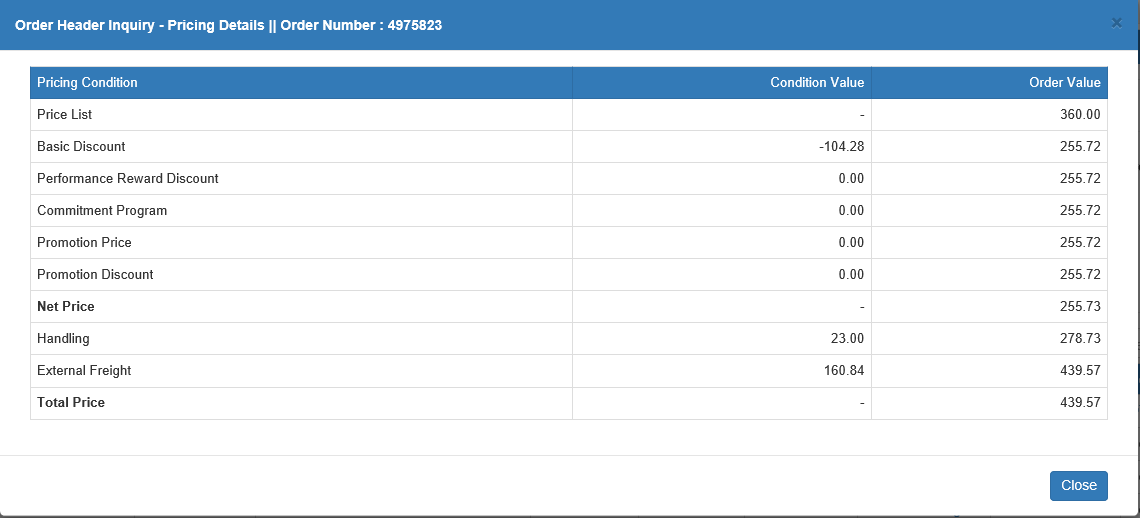 Order Header Inquiry - Pricing Details || Order Number : 4975823 ×
Pricing Condition Condition Value Order Value
Price List - 360.00
Basic Discount -104.28 255.72
Performance Reward Discount 0.00 255.72
Commitment Program 0.00 255.72
Promotion Price 0.00 255.72
Promotion Discount 0.00 255.72
Net Price - 255.73
Handling 23.00 278.73
External Freight 160.84 439.57
Total Price - 439.57
Close